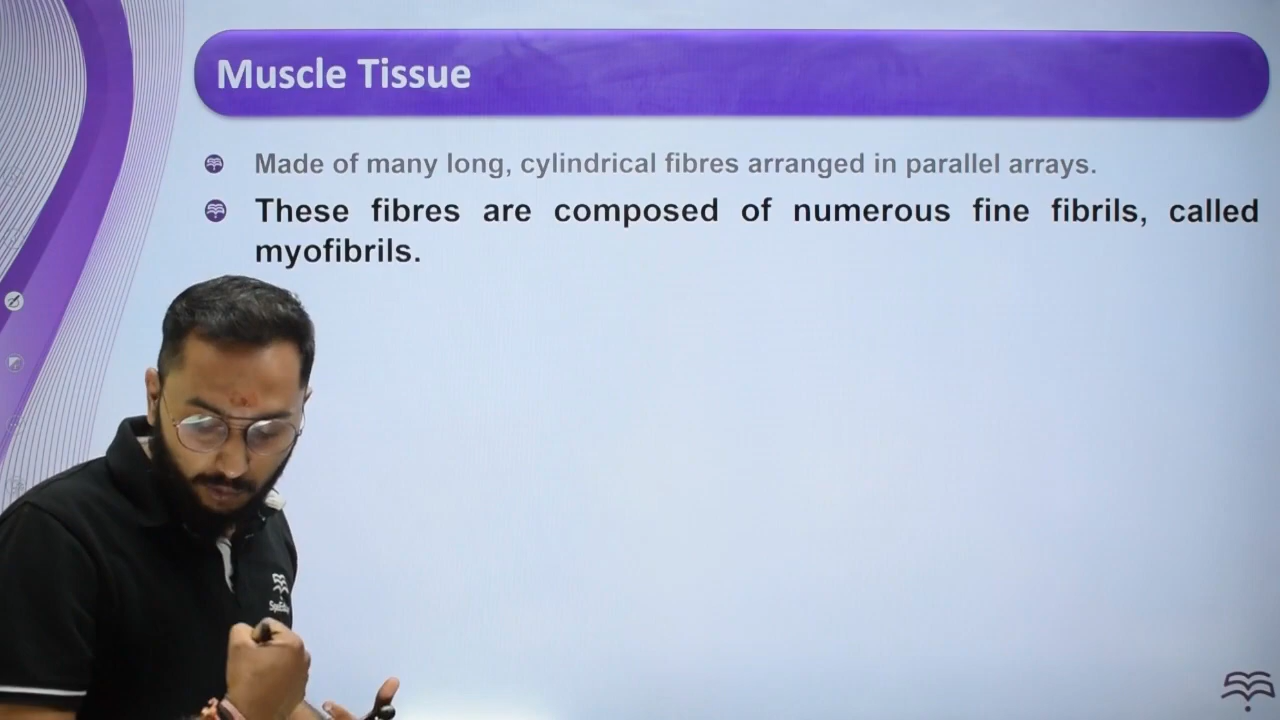 Muscle Tissue
Made of many long, cylindrical fibres arranged in parallel arrays.
These fibres are composed of numerous fine fibrils, called
myofibrils.